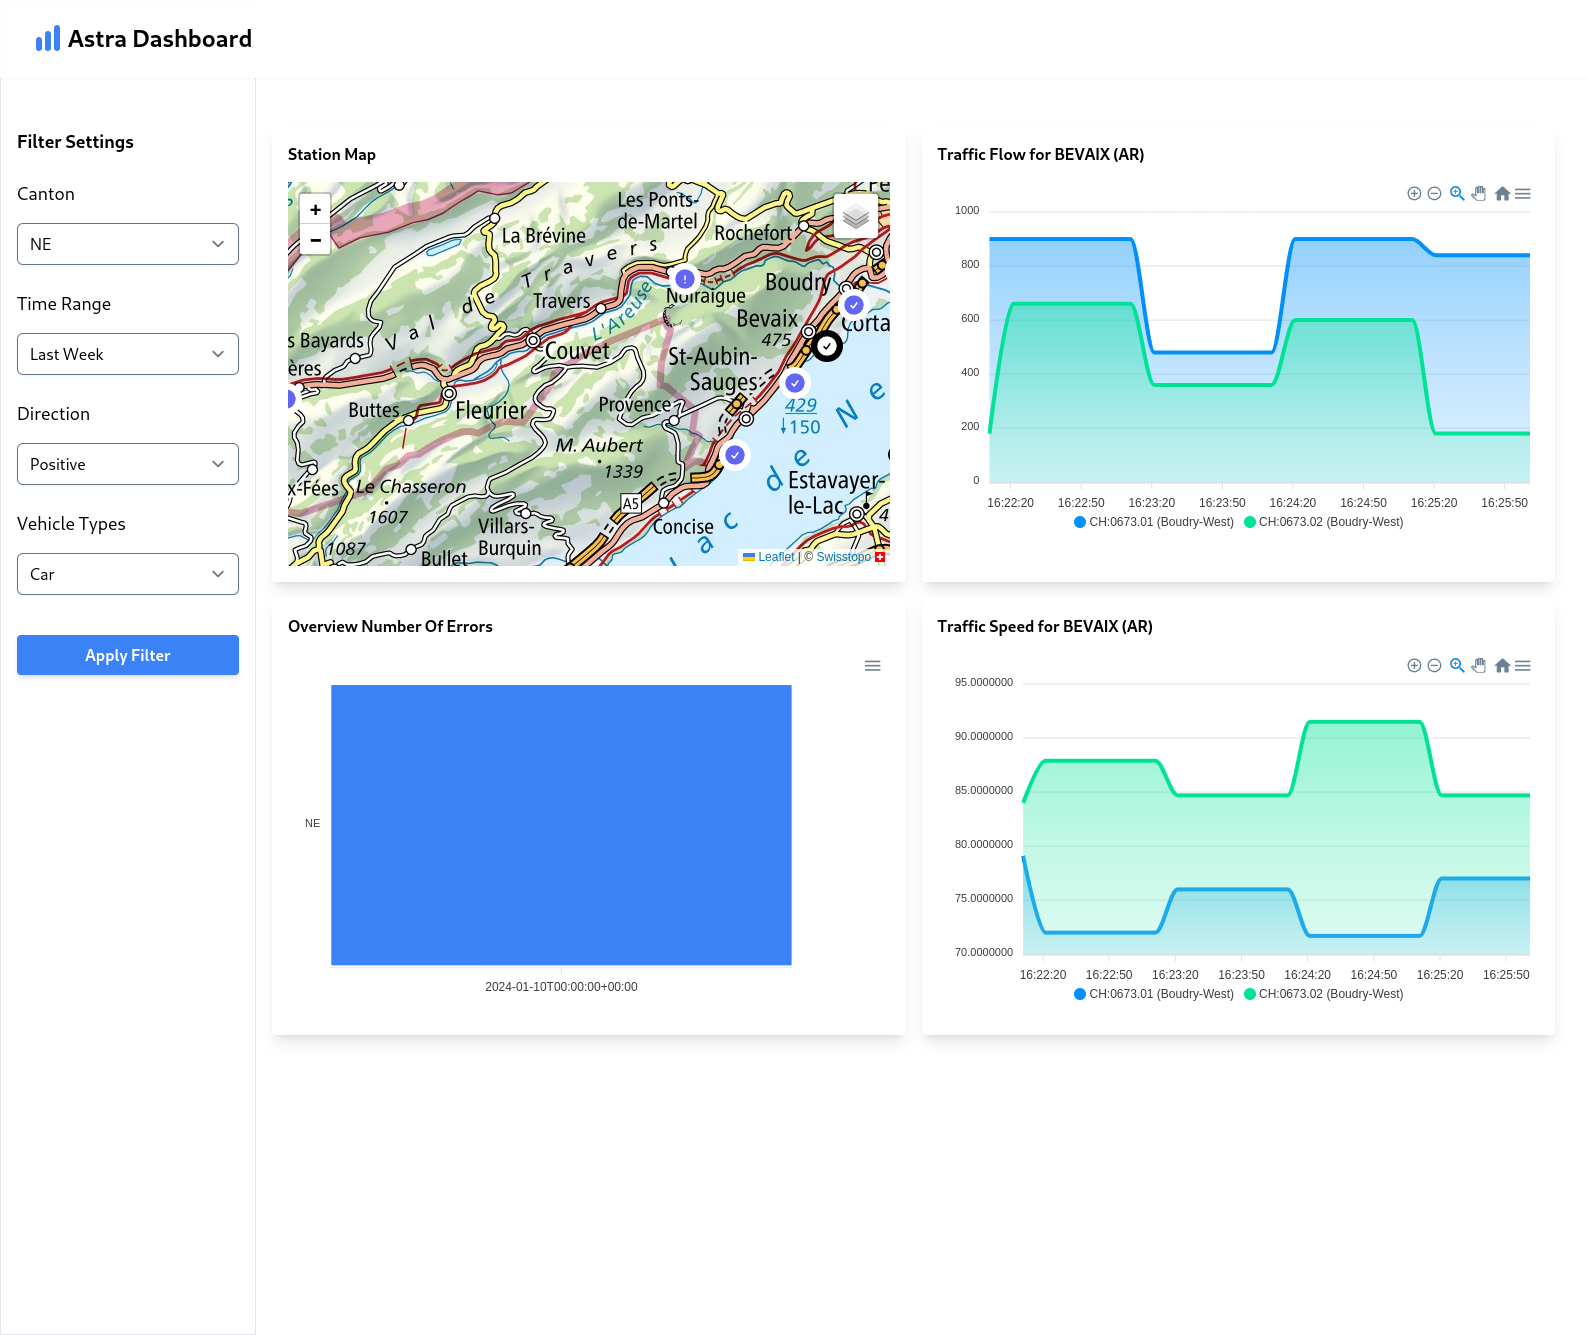 Astra Dashboard
Filter Settings
Canton
NE
Time Range
Last Week
Direction
Positive
Vehicle Types
Car
Apply Filter
Station Map
+
−
Les Ponts-
de-Martel
La Brévine
Rochefort
Val de Travers
Travers
L'Areuse
Noiraigue
Boudry
Bevaix
475
Corta
s Bayards
ères
Couvet
St-Aubin-
Sauges
Buttes
Fleurier
Provence
429
150
N e
M. Aubert
1339
d e
Estavayer-
le-Lac
x-Fées
Le Chasseron
1607
A5
Villars-
Burquin
Concise
1087
Bullet
l a c
4
Leaflet | © Swisstopo
Traffic Flow for BEVAIX (AR)
1000
800
600
400
200
0
16:22:20 16:22:50 16:23:20 16:23:50 16:24:20 16:24:50 16:25:20 16:25:50
CH:0673.01 (Boudry-West) CH:0673.02 (Boudry-West)
Overview Number Of Errors
NE
2024-01-10T00:00:00+00:00
Traffic Speed for BEVAIX (AR)
95.0000000
90.0000000
85.0000000
80.0000000
75.0000000
70.0000000
16:22:20 16:22:50 16:23:20 16:23:50 16:24:20 16:24:50 16:25:20 16:25:50
CH:0673.01 (Boudry-West) CH:0673.02 (Boudry-West)